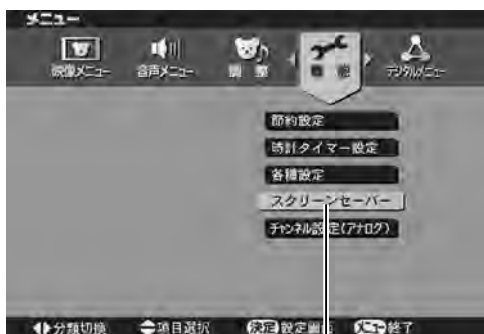 メニュー
映像メニュー 音声メニュー 調整 機能 デジタルメニュー
節約設定
時計タイマー設定
各種設定
スクリーンセーバー
チャンネル設定(アナログ)
分類切換 項目選択 決定 設定画面 メニュー 終了